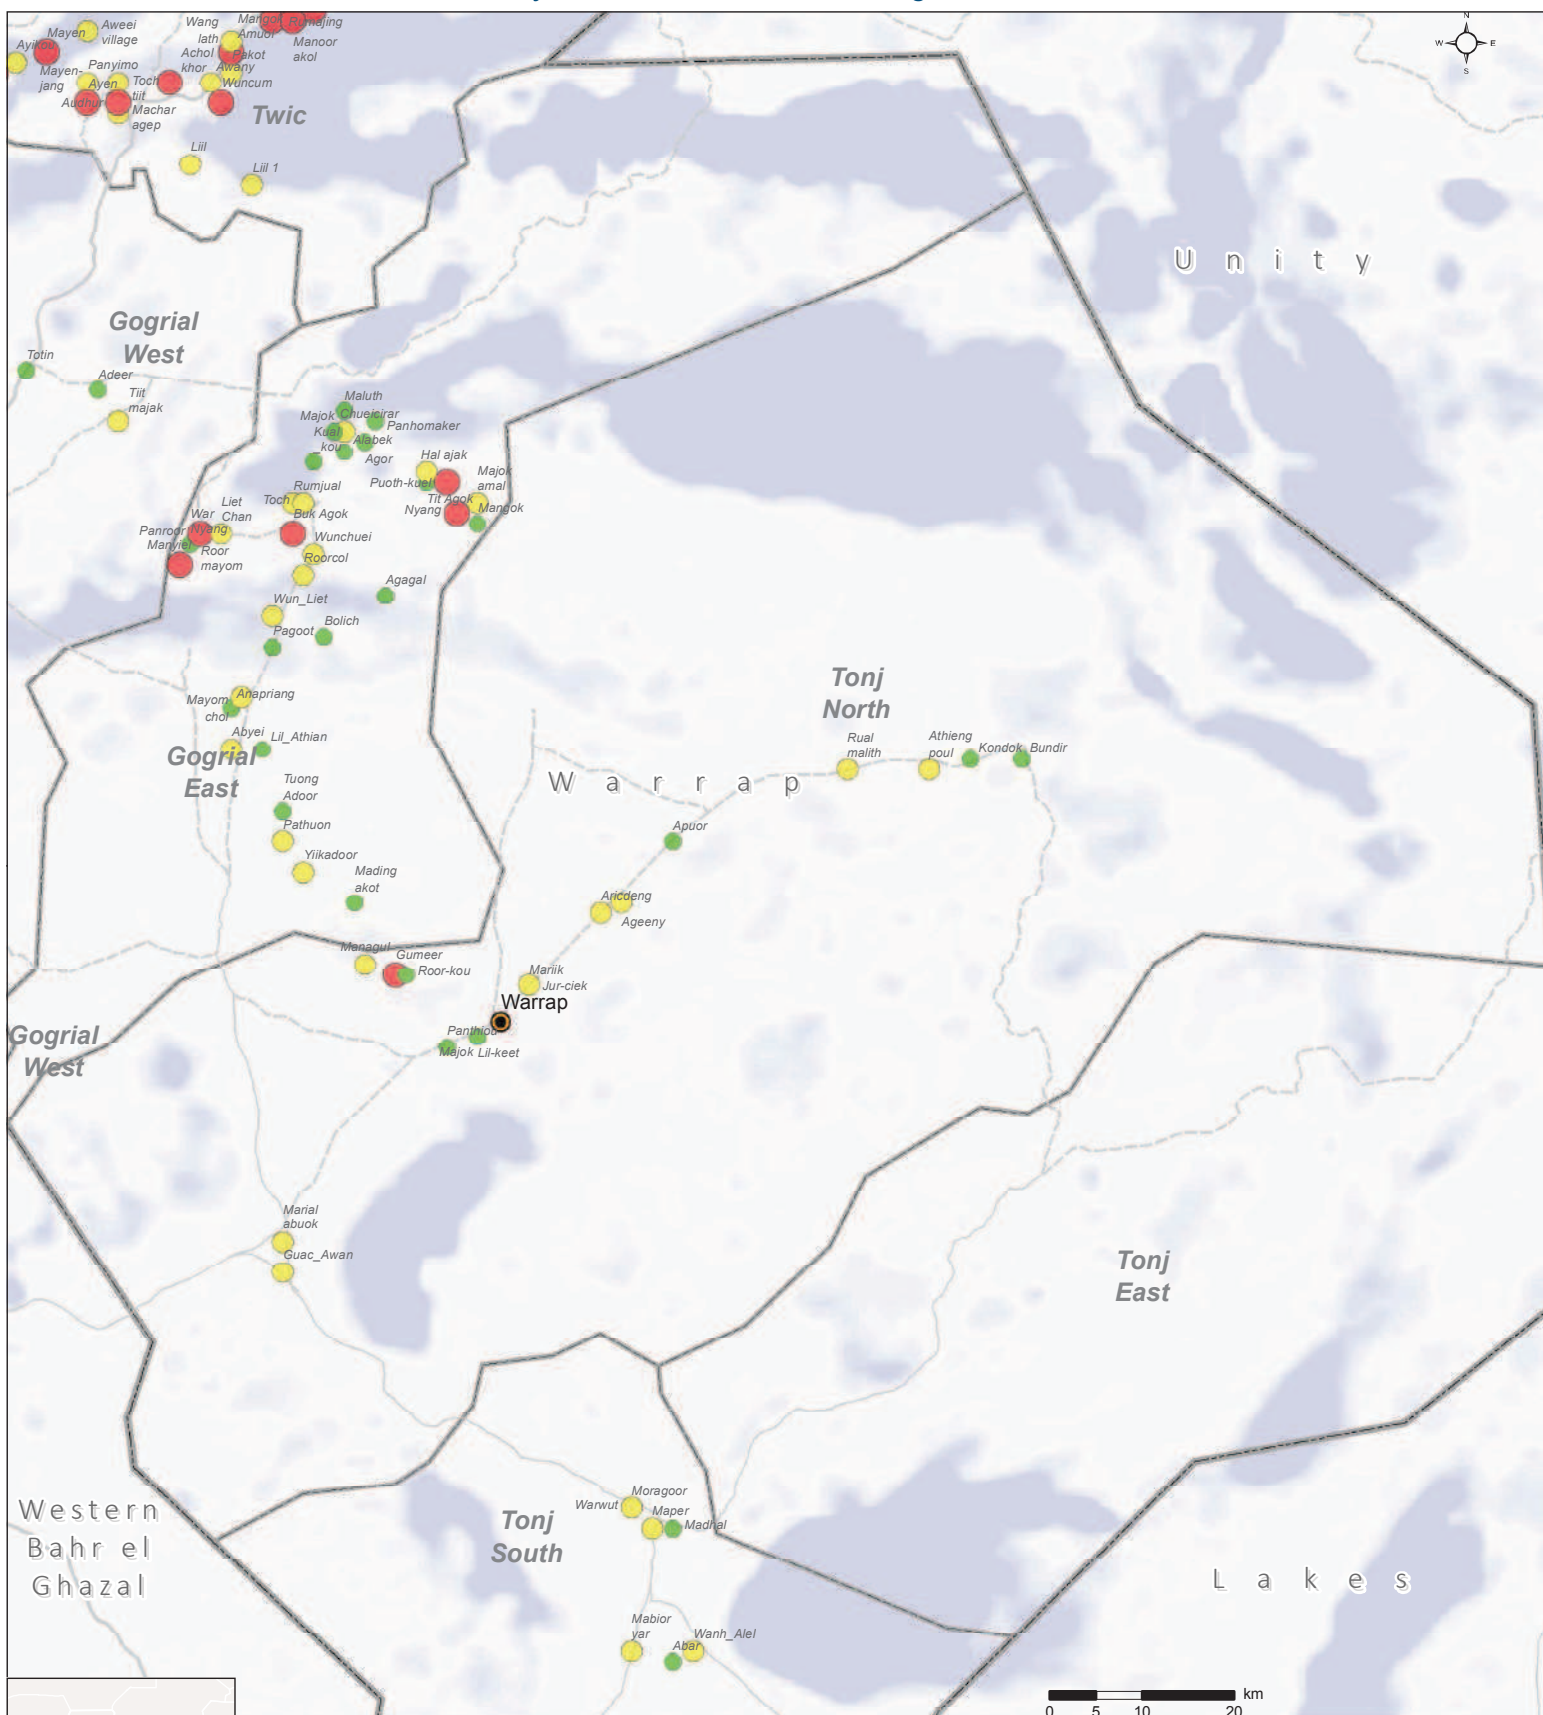 Mayen
Aweei
village
Wang
lath
Mangol
Rumajing
Amuor
Manoor
akol
Ayikou
Achol
khor
Pakot
Awany
Mayen-
jang
Panyimo
Ayen
Toch
tiit
Wuncum
Audhur
Machar
agep
Twic
Liil
Liil 1
N
W
E
S
Unity
Gogrial
West
Totin
Adeer
Tiit
majak
Maluth
Majok
Chueicirar
Panhomaker
Kual
_kou
Alabek
Agor
Hal ajak
Puoth-kuel
Majok
amal
Tit Agok
Nyang
Mangok
Rumjual
Toch
Liet
Chan
Buk Agok
War
Nyang
Panroor
Manyiel
Roor
mayom
Wunchuei
Roorcol
Agagal
Wun_Liet
Bolich
Pagoot
Anapriang
Mayom
chol
Abyei
Lil_Athian
Gogrial
East
Tuong
Adoor
Pathuon
Yiikadoor
Mading
akot
Tonj
North
Rual
malith
Athieng
poul
Kondok
Bundir
Warrap
Apuor
Aricdeng
Ageeny
Managul
Gumeer
Roor-kou
Mariik
Jur-ciek
Warrap
Panthiou
Majok
Lil-keet
Gogrial
West
Marial
abuok
Guac_Awan
Tonj
East
Western
Bahr el
Ghazal
Tonj
South
Moragoor
Warwut
Maper
Madhal
Lakes
Mabior
yar
Wanh_Alel
Abar
km
0
5
10
20